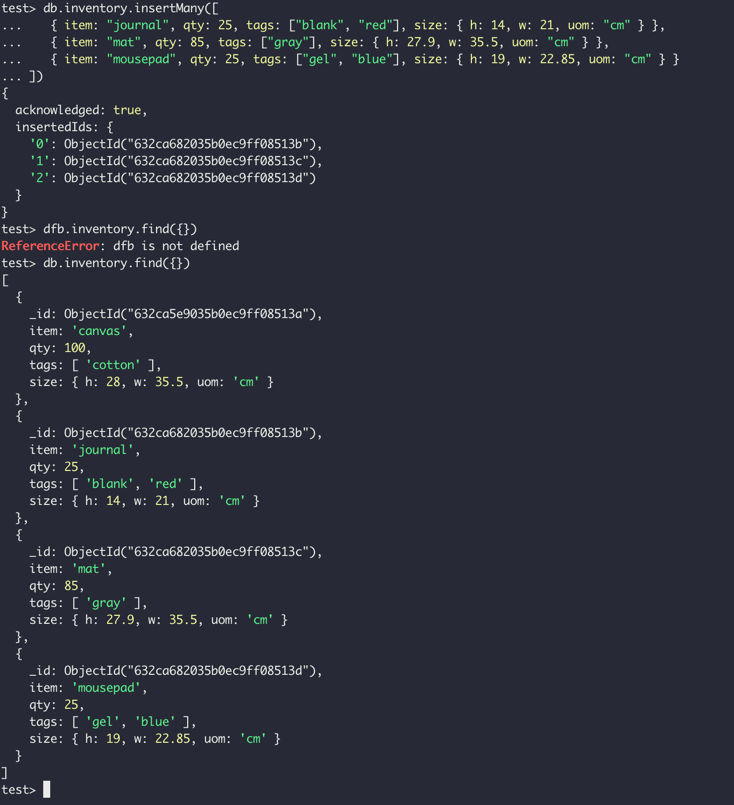 test> db.inventory.insertMany([
...    { item: "journal", qty: 25, tags: ["blank", "red"], size: { h: 14, w: 21, uom: "cm" } },
...    { item: "mat", qty: 85, tags: ["gray"], size: { h: 27.9, w: 35.5, uom: "cm" } },
...    { item: "mousepad", qty: 25, tags: ["gel", "blue"], size: { h: 19, w: 22.85, uom: "cm" } }
... ])
{
  acknowledged: true,
  insertedIds: {
    '0': ObjectId("632ca682035b0ec9ff08513b"),
    '1': ObjectId("632ca682035b0ec9ff08513c"),
    '2': ObjectId("632ca682035b0ec9ff08513d")
  }
}
test> dfb.inventory.find({})
ReferenceError: dfb is not defined
test> db.inventory.find({})
[
  {
    _id: ObjectId("632ca5e9035b0ec9ff08513a"),
    item: 'canvas',
    qty: 100,
    tags: [ 'cotton' ],
    size: { h: 28, w: 35.5, uom: 'cm' }
  },
  {
    _id: ObjectId("632ca682035b0ec9ff08513b"),
    item: 'journal',
    qty: 25,
    tags: [ 'blank', 'red' ],
    size: { h: 14, w: 21, uom: 'cm' }
  },
  {
    _id: ObjectId("632ca682035b0ec9ff08513c"),
    item: 'mat',
    qty: 85,
    tags: [ 'gray' ],
    size: { h: 27.9, w: 35.5, uom: 'cm' }
  },
  {
    _id: ObjectId("632ca682035b0ec9ff08513d"),
    item: 'mousepad',
    qty: 25,
    tags: [ 'gel', 'blue' ],
    size: { h: 19, w: 22.85, uom: 'cm' }
  }
]
test>